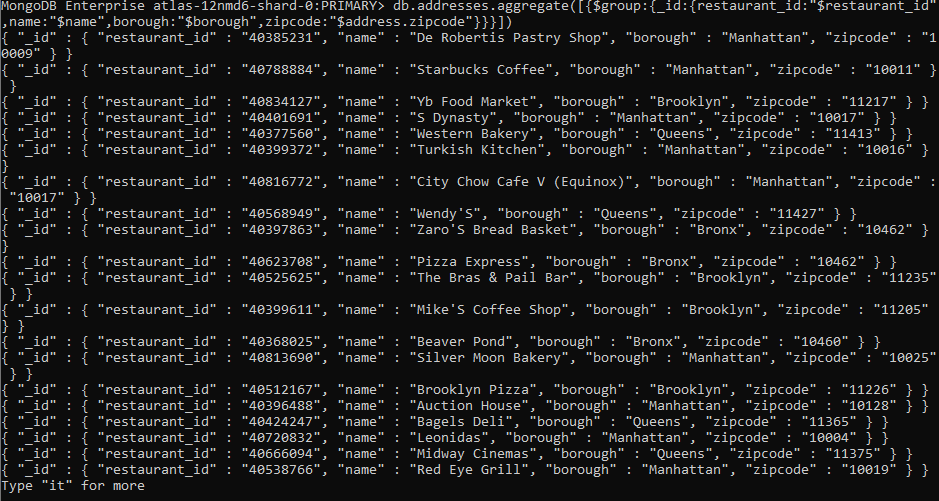 MongoDB Enterprise atlas-12nmd6-shard-0:PRIMARY> db.addresses.aggregate([{$group:{_id:{restaurant_id:"$restaurant_id"
,name:"$name",borough:"$borough",zipcode:"$address.zipcode"}}}])
{ "_id" : { "restaurant_id" : "40385231", "name" : "De Robertis Pastry Shop", "borough" : "Manhattan", "zipcode" : "1
0009" } }
{ "_id" : { "restaurant_id" : "40788884", "name" : "Starbucks Coffee", "borough" : "Manhattan", "zipcode" : "10011" }
 }
{ "_id" : { "restaurant_id" : "40834127", "name" : "Yb Food Market", "borough" : "Brooklyn", "zipcode" : "11217" } }
{ "_id" : { "restaurant_id" : "40401691", "name" : "S Dynasty", "borough" : "Manhattan", "zipcode" : "10017" } }
{ "_id" : { "restaurant_id" : "40377560", "name" : "Western Bakery", "borough" : "Queens", "zipcode" : "11413" } }
{ "_id" : { "restaurant_id" : "40399372", "name" : "Turkish Kitchen", "borough" : "Manhattan", "zipcode" : "10016" }
}
{ "_id" : { "restaurant_id" : "40816772", "name" : "City Chow Cafe V (Equinox)", "borough" : "Manhattan", "zipcode" :
 "10017" } }
{ "_id" : { "restaurant_id" : "40568949", "name" : "Wendy'S", "borough" : "Queens", "zipcode" : "11427" } }
{ "_id" : { "restaurant_id" : "40397863", "name" : "Zaro'S Bread Basket", "borough" : "Bronx", "zipcode" : "10462" }
}
{ "_id" : { "restaurant_id" : "40623708", "name" : "Pizza Express", "borough" : "Bronx", "zipcode" : "10462" } }
{ "_id" : { "restaurant_id" : "40525625", "name" : "The Bras & Pail Bar", "borough" : "Brooklyn", "zipcode" : "11235"
 } }
{ "_id" : { "restaurant_id" : "40399611", "name" : "Mike'S Coffee Shop", "borough" : "Brooklyn", "zipcode" : "11205"
} }
{ "_id" : { "restaurant_id" : "40368025", "name" : "Beaver Pond", "borough" : "Bronx", "zipcode" : "10460" } }
{ "_id" : { "restaurant_id" : "40813690", "name" : "Silver Moon Bakery", "borough" : "Manhattan", "zipcode" : "10025"
 } }
{ "_id" : { "restaurant_id" : "40512167", "name" : "Brooklyn Pizza", "borough" : "Brooklyn", "zipcode" : "11226" } }
{ "_id" : { "restaurant_id" : "40396488", "name" : "Auction House", "borough" : "Manhattan", "zipcode" : "10128" } }
{ "_id" : { "restaurant_id" : "40424247", "name" : "Bagels Deli", "borough" : "Queens", "zipcode" : "11365" } }
{ "_id" : { "restaurant_id" : "40720832", "name" : "Leonidas", "borough" : "Manhattan", "zipcode" : "10004" } }
{ "_id" : { "restaurant_id" : "40666094", "name" : "Midway Cinemas", "borough" : "Queens", "zipcode" : "11375" } }
{ "_id" : { "restaurant_id" : "40538766", "name" : "Red Eye Grill", "borough" : "Manhattan", "zipcode" : "10019" } }
Type "it" for more